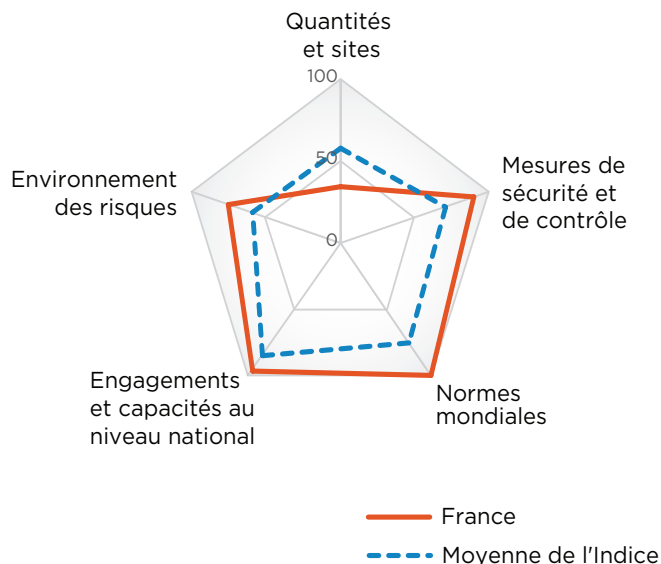 Quantités
et sites
100
50
0
Mesures de
sécurité et
de contrôle
Environnement
des risques
Engagements
et capacités au
niveau national
Normes
mondiales
France
Moyenne de l'Indice